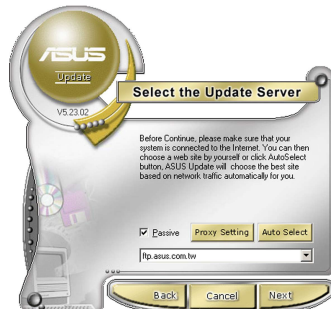 ASUS
Update
V5.23.02
Select the Update Server
Before Continue, please make sure that your
system is connected to the Internet. You can then
choose a web site by yourself or click AutoSelect
button, ASUS Update will choose the best site
based on network traffic automatically for you.
Passive
Proxy Setting
Auto Select
ftp.asus.com.tw
Back
Cancel
Next